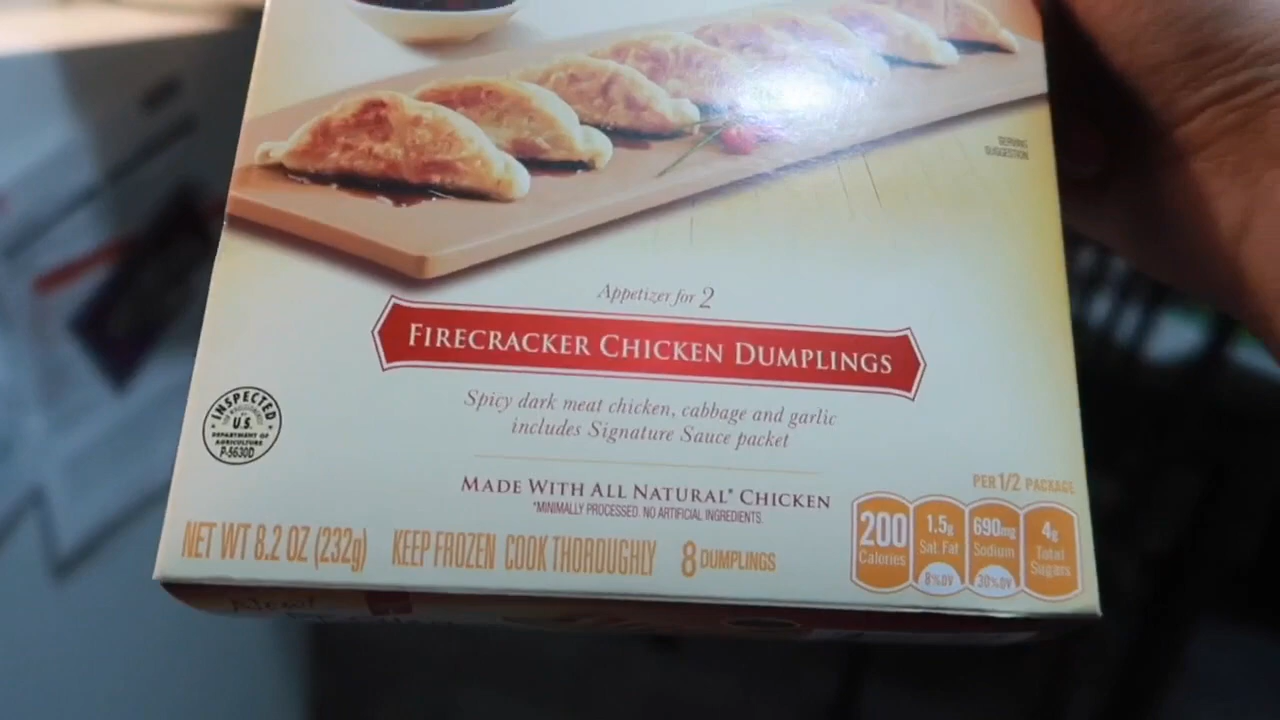 SERVING
SUGGESTION
Appetizer for 2
FIRECRACKER CHICKEN DUMPLINGS
Spicy dark meat chicken, cabbage and garlic
includes Signature Sauce packet
INSPECTED
U.S.
DEPARTMENT OF
AGRICULTURE
P-5630D
MADE WITH ALL NATURAL* CHICKEN
*MINIMALLY PROCESSED. NO ARTIFICIAL INGREDIENTS.
PER 1/2 PACKAGE
200
Calories
1.5g
Sat. Fat
8% DV
690mg
Sodium
30% DV
4g
Total
Sugars
NET WT 8.2 OZ (232g) KEEP FROZEN COOK THOROUGHLY 8 DUMPLINGS